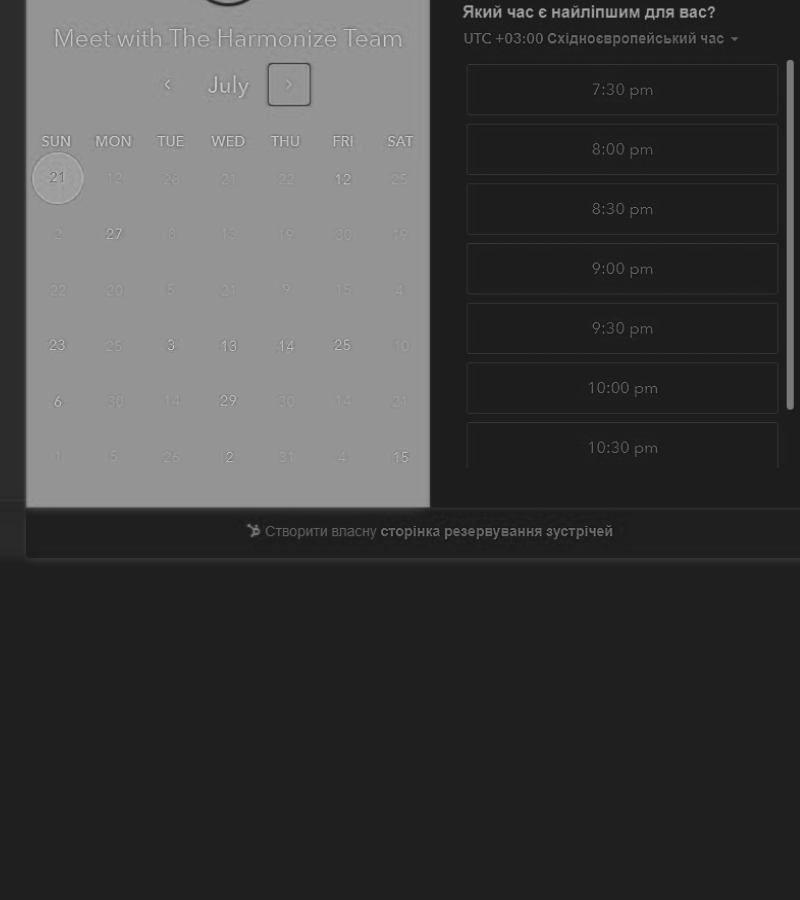 Meet with The Harmonize Team
July
SUN MON TUE WED THU FRI SAT
21 12 26 21 22 12 25
2 27 8 13 19 30 19
22 20 5 21 9 15 4
23 25 3 13 14 25 10
6 30 14 29 30 14 21
1 5 26 2 31 4 15
Який час є найліпшим для вас?
UTC +03:00 Східноєвропейський час
7:30 pm
8:00 pm
8:30 pm
9:00 pm
9:30 pm
10:00 pm
10:30 pm
Створити власну сторінка резервування зустрічей